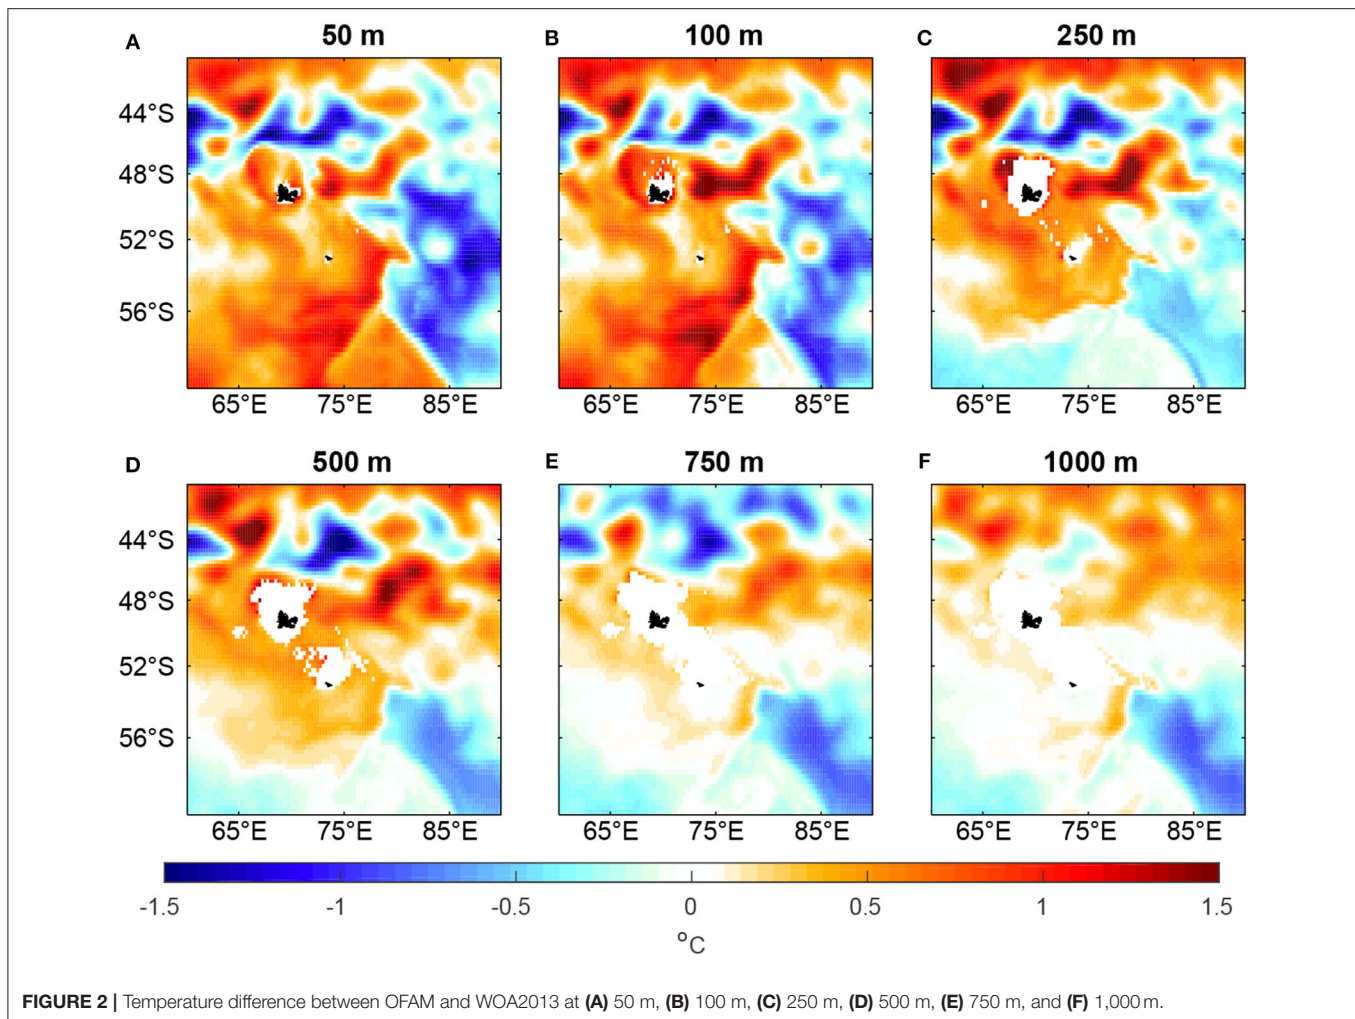 A 50 m B 100 m C 250 m
44°S
48°S
52°S
56°S
65°E 75°E 85°E 65°E 75°E 85°E 65°E 75°E 85°E
D 500 m E 750 m F 1000 m
44°S
48°S
52°S
56°S
65°E 75°E 85°E 65°E 75°E 85°E 65°E 75°E 85°E
-1.5 -1 -0.5 0 0.5 1 1.5
°C
FIGURE 2 | Temperature difference between OFAM and WOA2013 at (A) 50 m, (B) 100 m, (C) 250 m, (D) 500 m, (E) 750 m, and (F) 1,000 m.